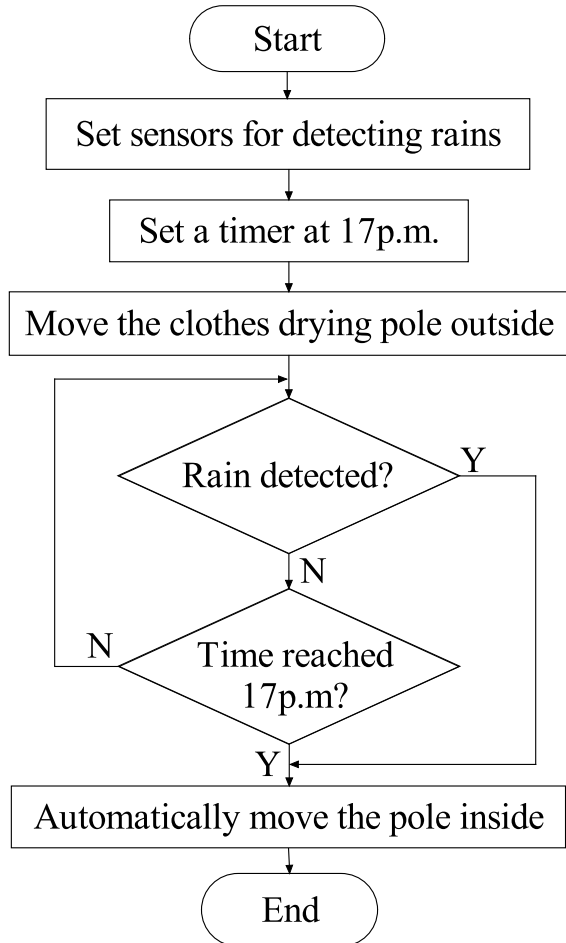 Start
Set sensors for detecting rains
Set a timer at 17p.m.
Move the clothes drying pole outside
Rain detected?
Y
N
N
Time reached
17p.m?
Y
Automatically move the pole inside
End